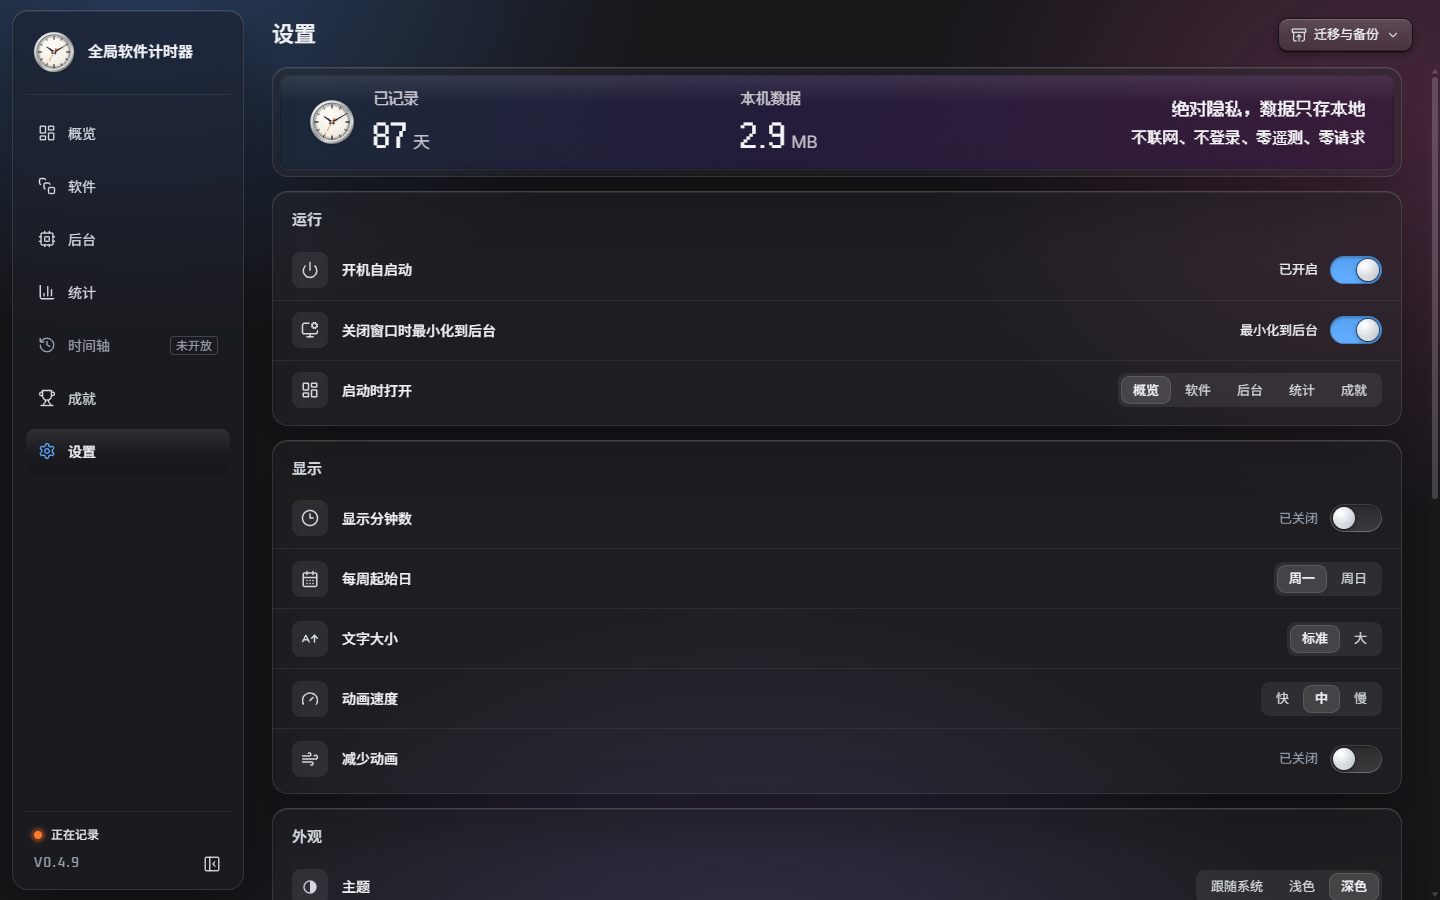 全局软件计时器
概览
软件
后台
统计
时间轴 未开放
成就
设置
正在记录
V0.4.9
设置
迁移与备份
已记录
87 天
本机数据
2.9 MB
绝对隐私，数据只存本地
不联网、不登录、零遥测、零请求
运行
开机自启动 已开启
关闭窗口时最小化到后台 最小化到后台
启动时打开 概览 软件 后台 统计 成就
显示
显示分钟数 已关闭
每周起始日 周一 周日
文字大小 标准 大
动画速度 快 中 慢
减少动画 已关闭
外观
主题 跟随系统 浅色 深色